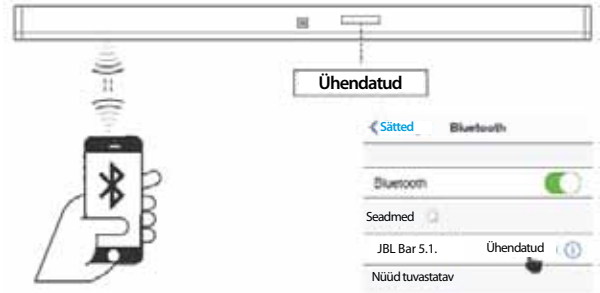 Ühendatud
Sätted Bluetooth
Bluetooth
Seadmed
JBL Bar 5.1. Ühendatud
Nüüd tuvastatav